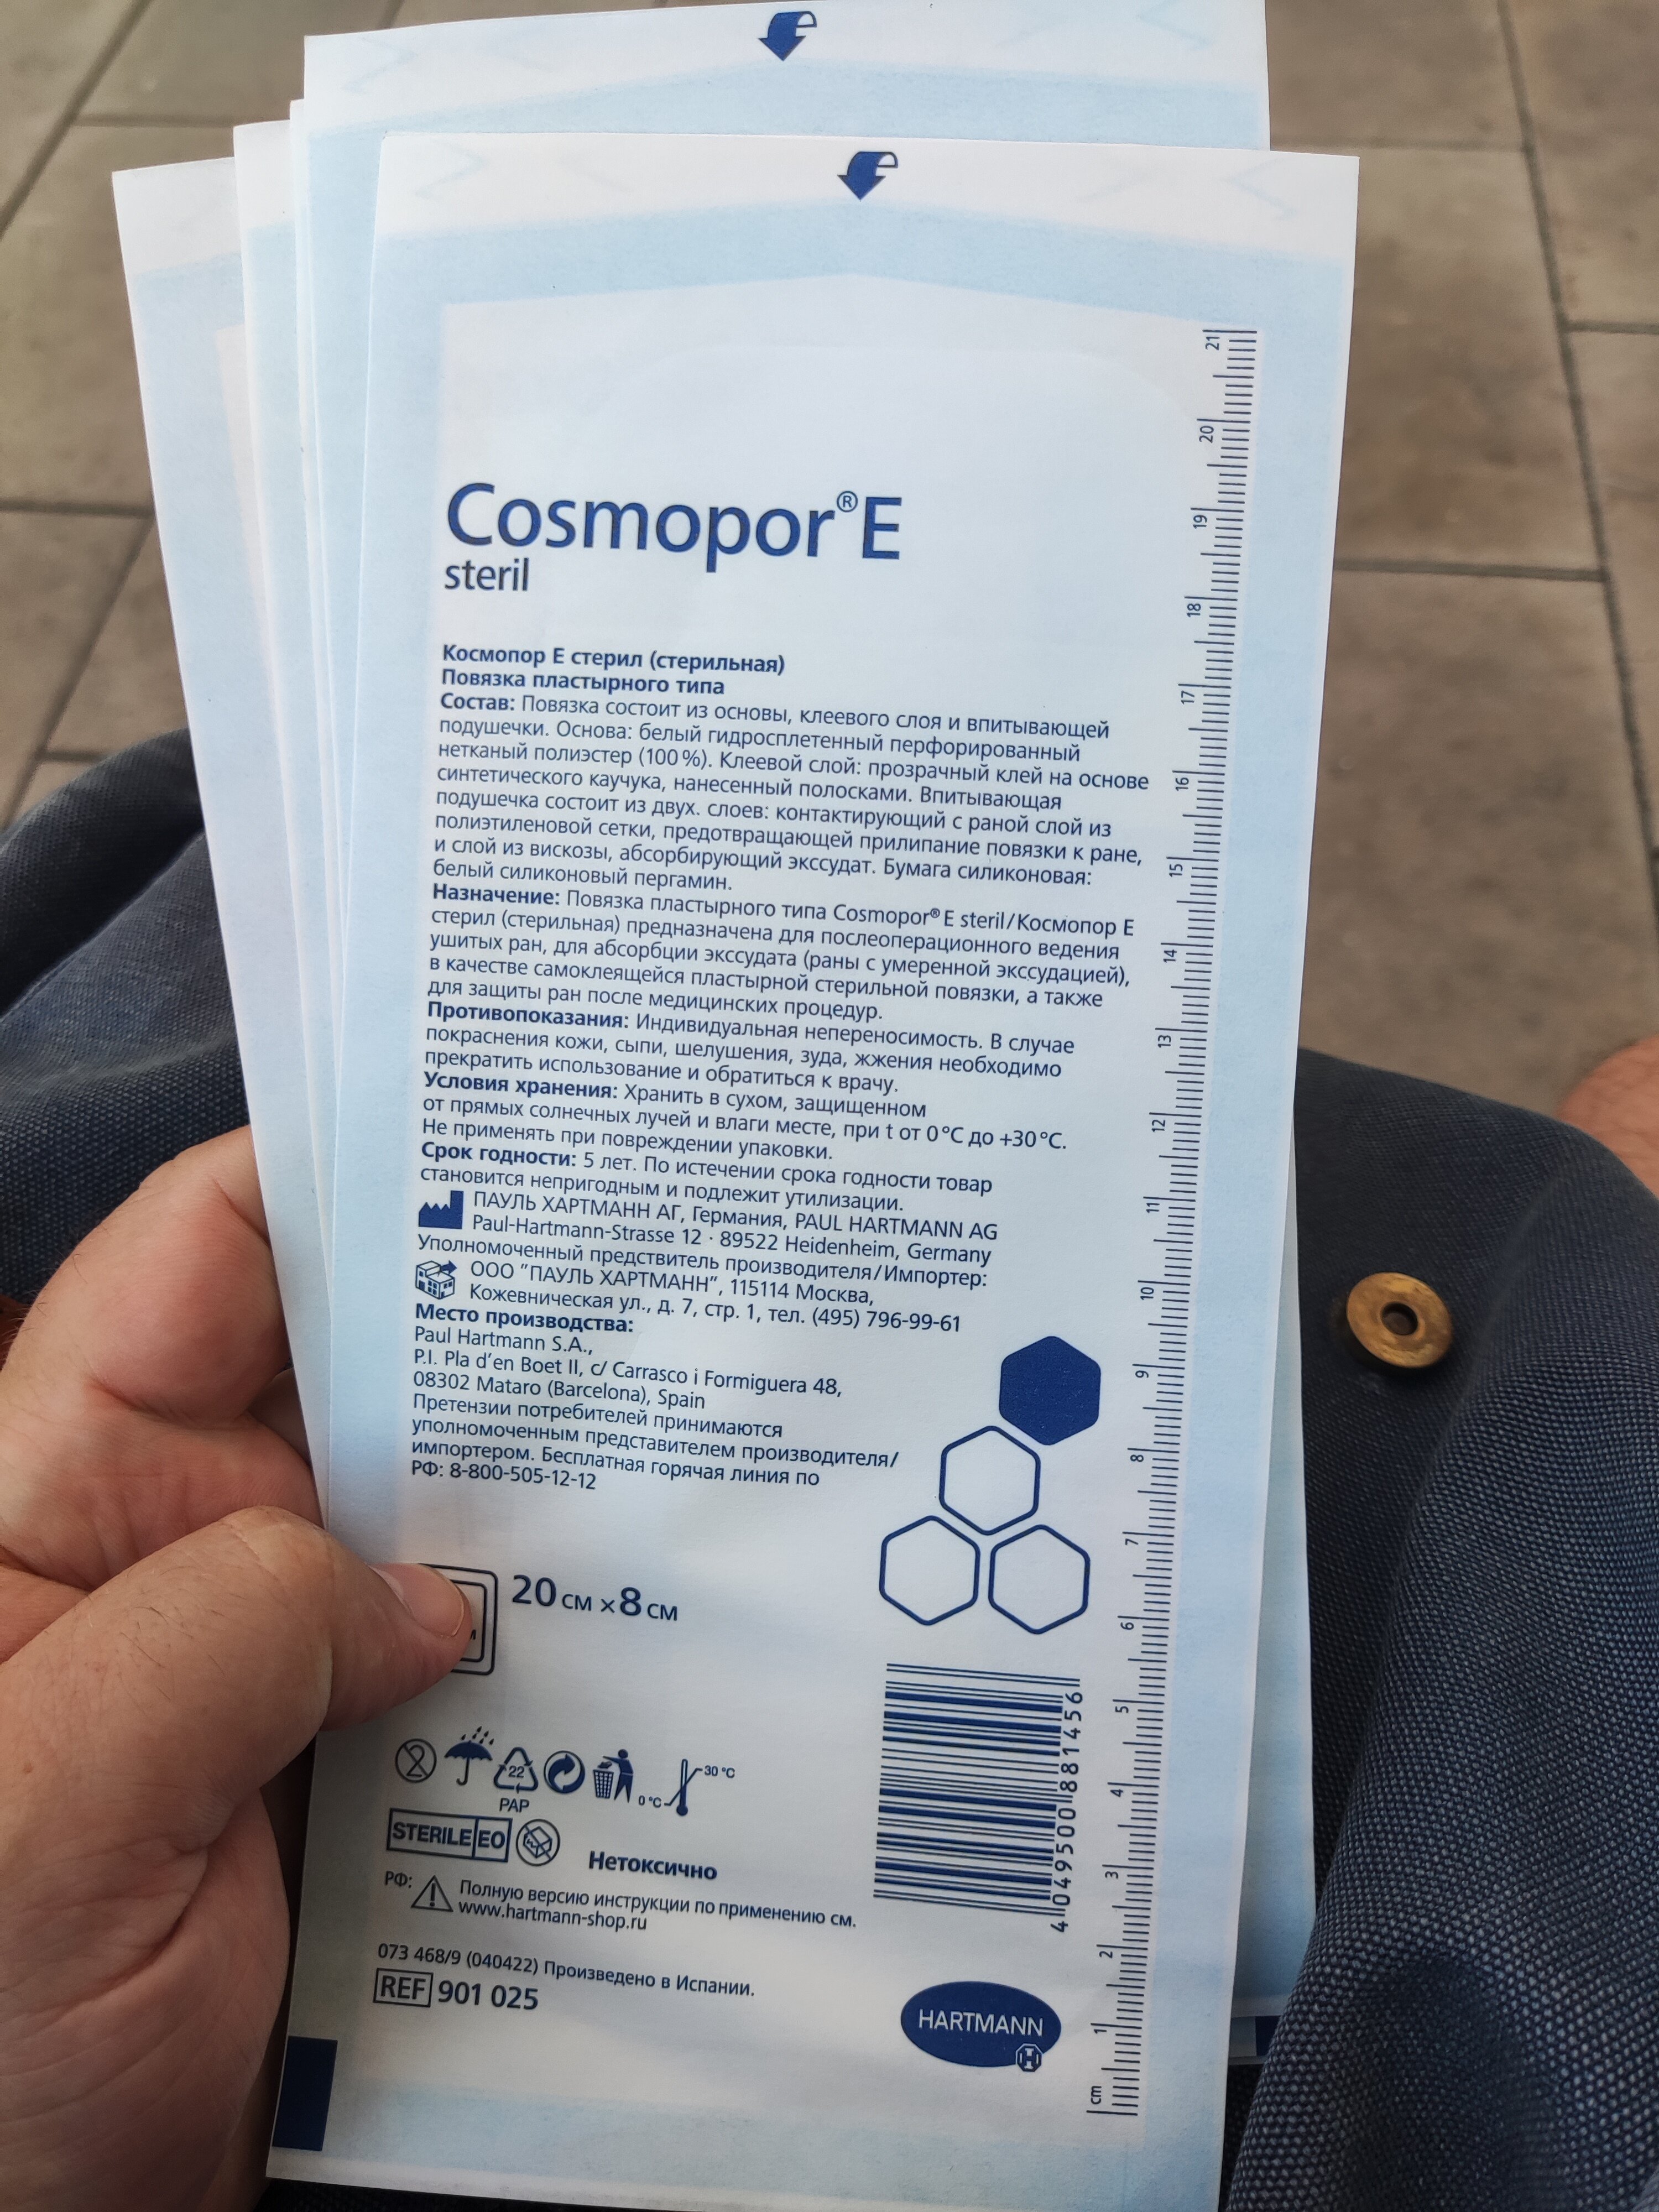 Cosmopor® E
steril
Космопор Е стерил (стерильная)
Повязка пластырного типа
Состав: Повязка состоит из основы, клеевого слоя и впитывающей
подушечки. Основа: белый гидросплетенный перфорированный
нетканый полиэстер (100 %). Клеевой слой: прозрачный клей на основе
синтетического каучука, нанесенный полосками. Впитывающая
подушечка состоит из двух. слоев: контактирующий с раной слой из
полиэтиленовой сетки, предотвращающей прилипание повязки к ране,
и слой из вискозы, абсорбирующий экссудат. Бумага силиконовая:
белый силиконовый пергамин.
Назначение: Повязка пластырного типа Cosmopor® E steril/Космопор Е
стерил (стерильная) предназначена для послеоперационного ведения
ушитых ран, для абсорбции экссудата (раны с умеренной экссудацией),
в качестве самоклеящейся пластырной стерильной повязки, а также
для защиты ран после медицинских процедур.
Противопоказания: Индивидуальная непереносимость. В случае
покраснения кожи, сыпи, шелушения, зуда, жжения необходимо
прекратить использование и обратиться к врачу.
Условия хранения: Хранить в сухом, защищенном
от прямых солнечных лучей и влаги месте, при t от 0 °C до +30 °C.
Не применять при повреждении упаковки.
Срок годности: 5 лет. По истечении срока годности товар
становится непригодным и подлежит утилизации.
ПАУЛЬ ХАРТМАНН АГ, Германия, PAUL HARTMANN AG
Paul-Hartmann-Strasse 12 · 89522 Heidenheim, Germany
Уполномоченный предствитель производителя/Импортер:
ООО "ПАУЛЬ ХАРТМАНН", 115114 Москва,
Кожевническая ул., д. 7, стр. 1, тел. (495) 796-99-61
Место производства:
Paul Hartmann S.A.,
P.I. Pla d'en Boet II, c/ Carrasco i Formiguera 48,
08302 Mataro (Barcelona), Spain
Претензии потребителей принимаются
уполномоченным представителем производителя/
импортером. Бесплатная горячая линия по
РФ: 8-800-505-12-12
20 см × 8 см
2
22
PAP
0 °C
30 °C
STERILE EO
Нетоксично
РФ:
Полную версию инструкции по применению см.
www.hartmann-shop.ru
073 468/9 (040422) Произведено в Испании.
REF 901 025
4 049500 881456
HARTMANN
cm 1 2 3 4 5 6 7 8 9 10 11 12 13 14 15 16 17 18 19 20 21